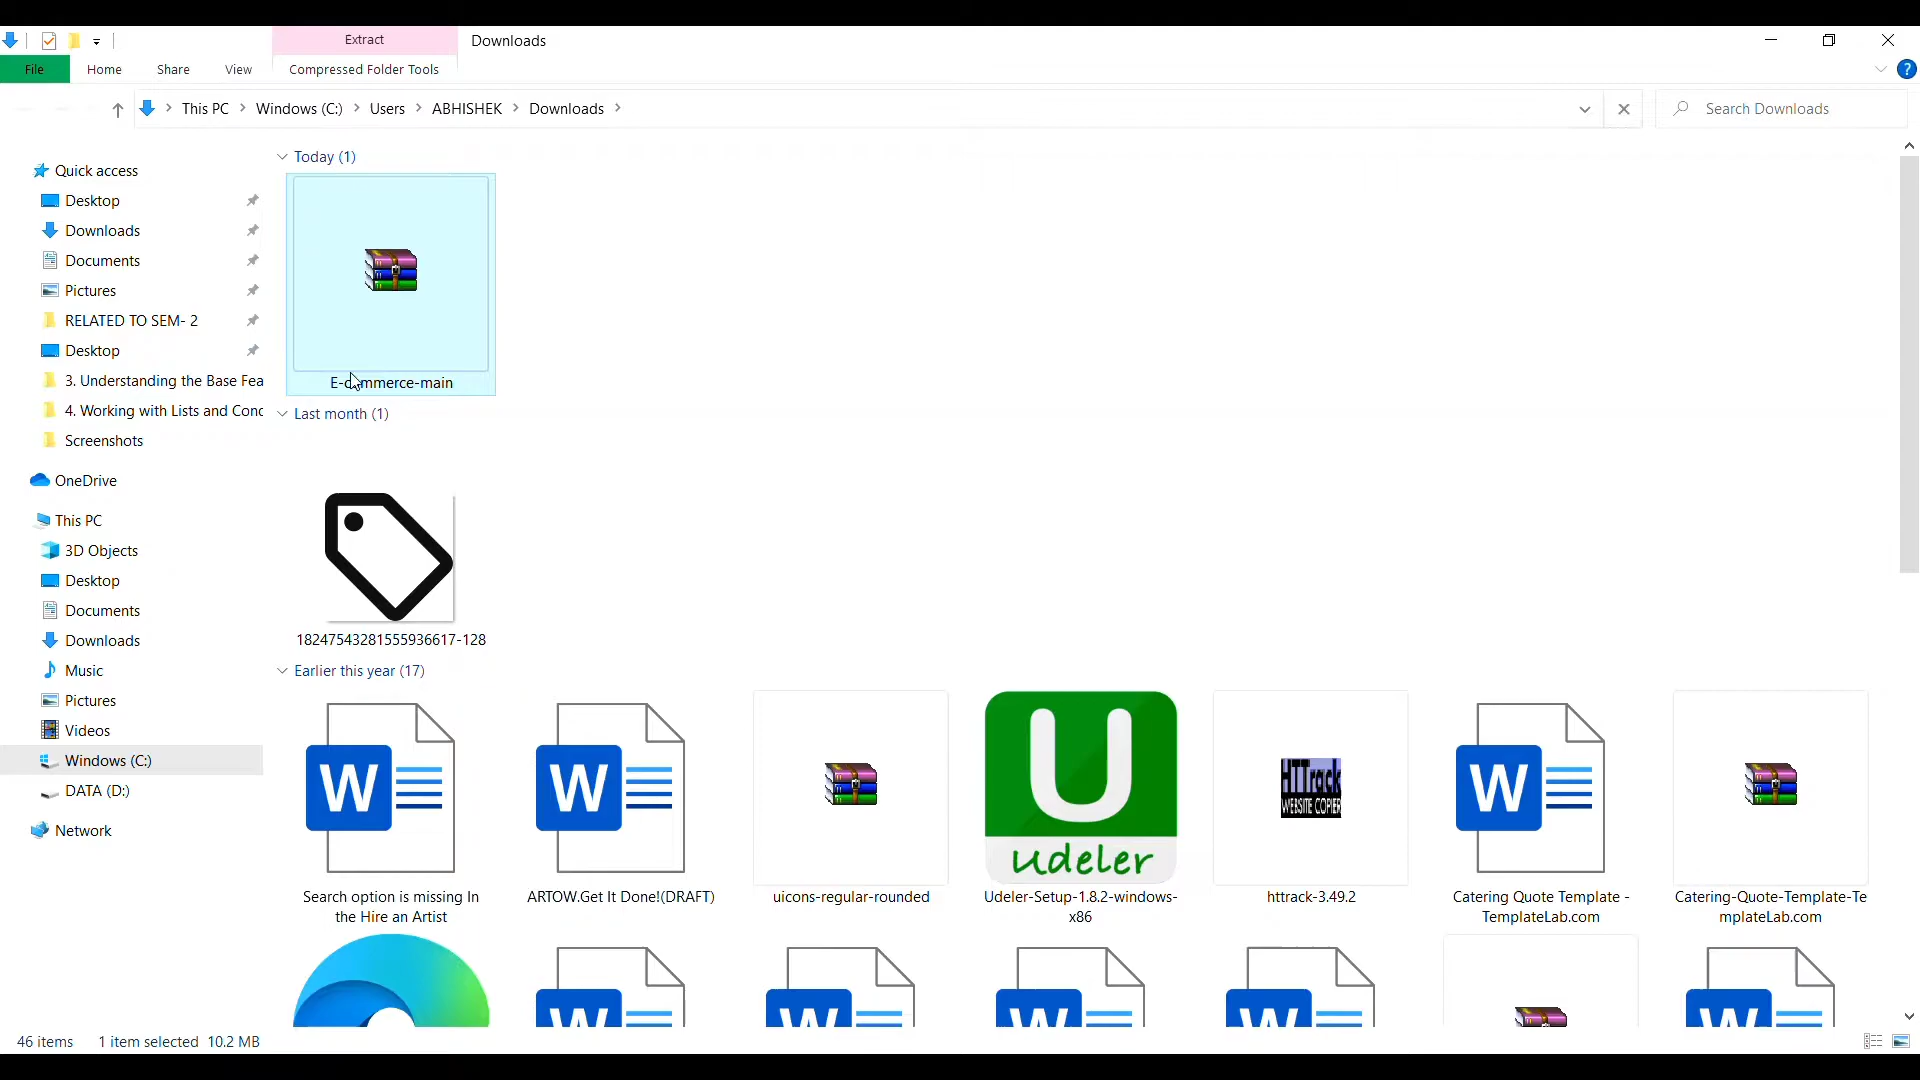 Extract
Downloads
File
Home
Share
View
Compressed Folder Tools
This PC
Windows (C:)
Users
ABHISHEK
Downloads
Search Downloads
Quick access
Desktop
Downloads
Documents
Pictures
RELATED TO SEM- 2
Desktop
3. Understanding the Base Fea
4. Working with Lists and Conc
Screenshots
OneDrive
This PC
3D Objects
Desktop
Documents
Downloads
Music
Pictures
Videos
Windows (C:)
DATA (D:)
Network
Today (1)
E-commerce-main
Last month (1)
18247543281555936617-128
Earlier this year (17)
W
W
U
Udeler
HTTrack
WEBSITE COPIER
W
Search option is missing In
the Hire an Artist
ARTOW.Get It Done!(DRAFT)
uicons-regular-rounded
Udeler-Setup-1.8.2-windows-
x86
httrack-3.49.2
Catering Quote Template -
TemplateLab.com
Catering-Quote-Template-Te
mplateLab.com
W
W
W
W
W
46 items
1 item selected 10.2 MB